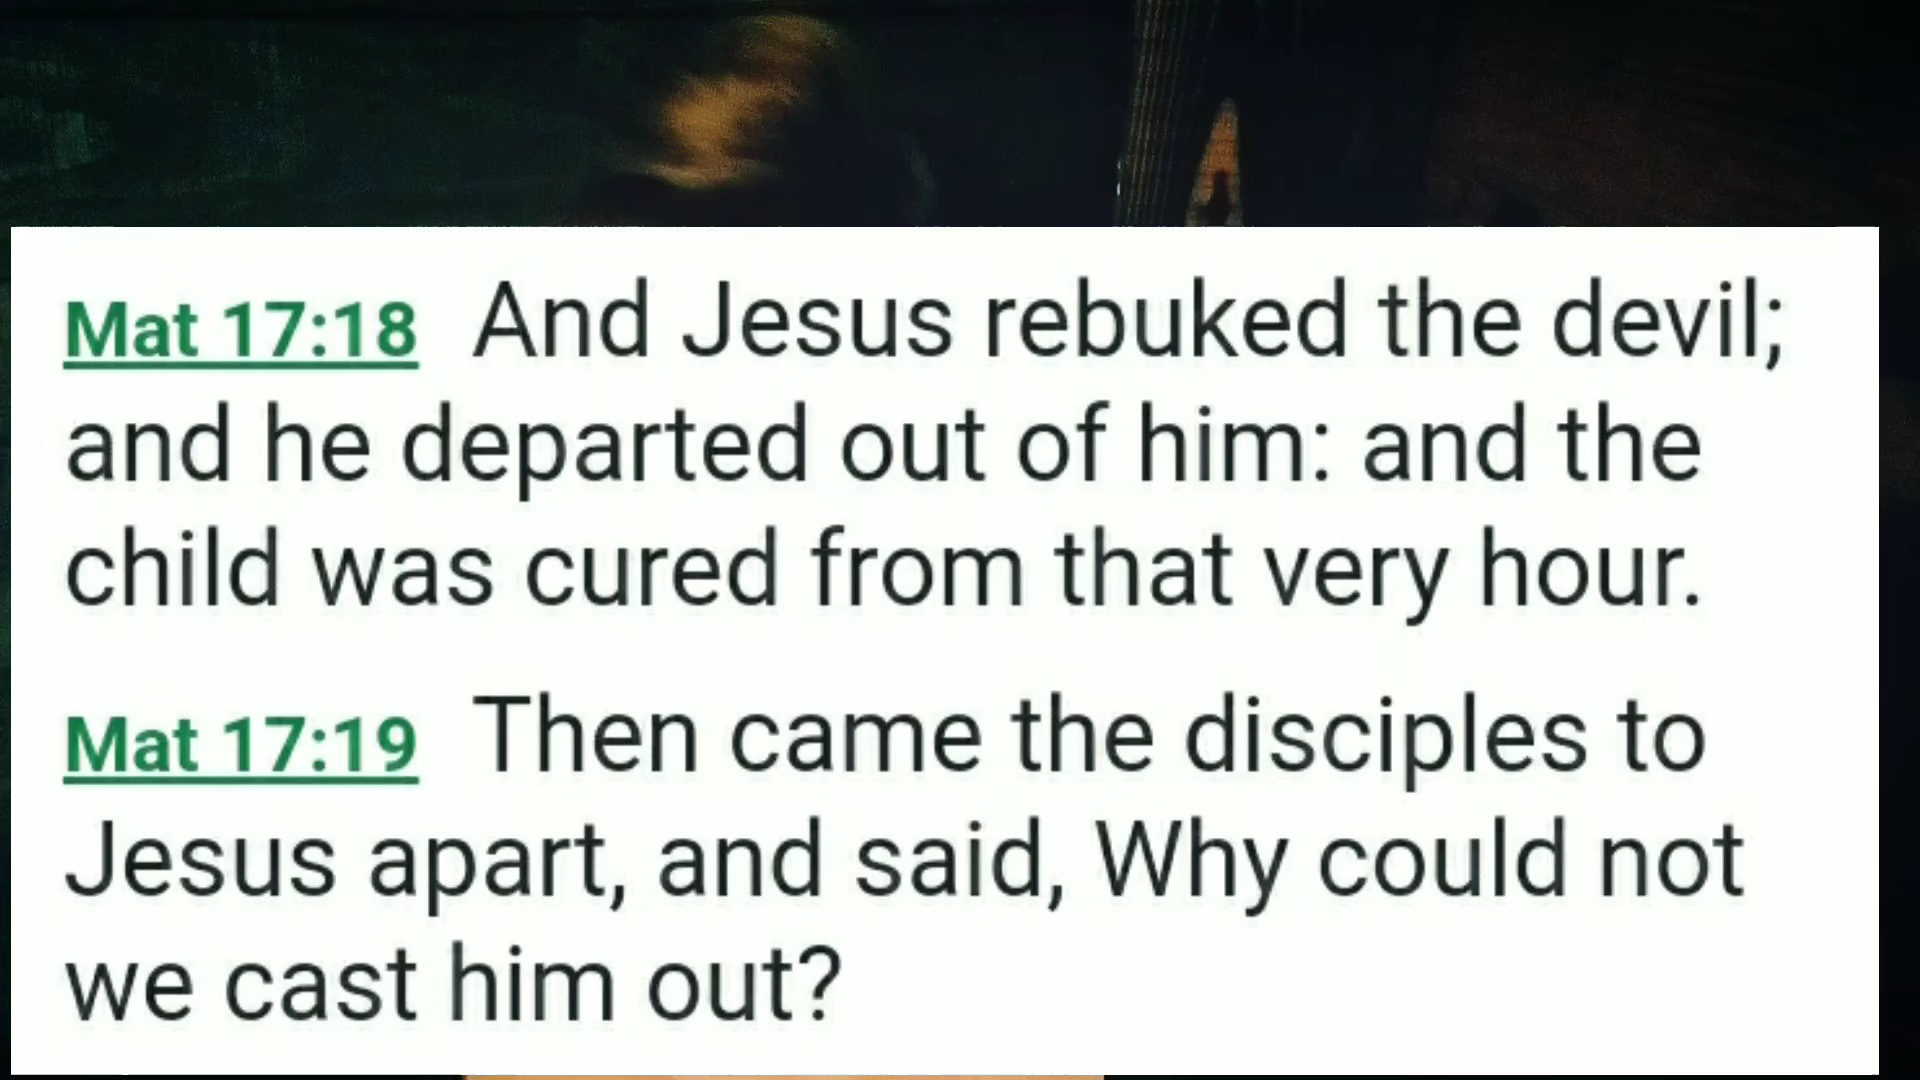 Mat 17:18 And Jesus rebuked the devil;
and he departed out of him: and the
child was cured from that very hour.
Mat 17:19 Then came the disciples to
Jesus apart, and said, Why could not
we cast him out?